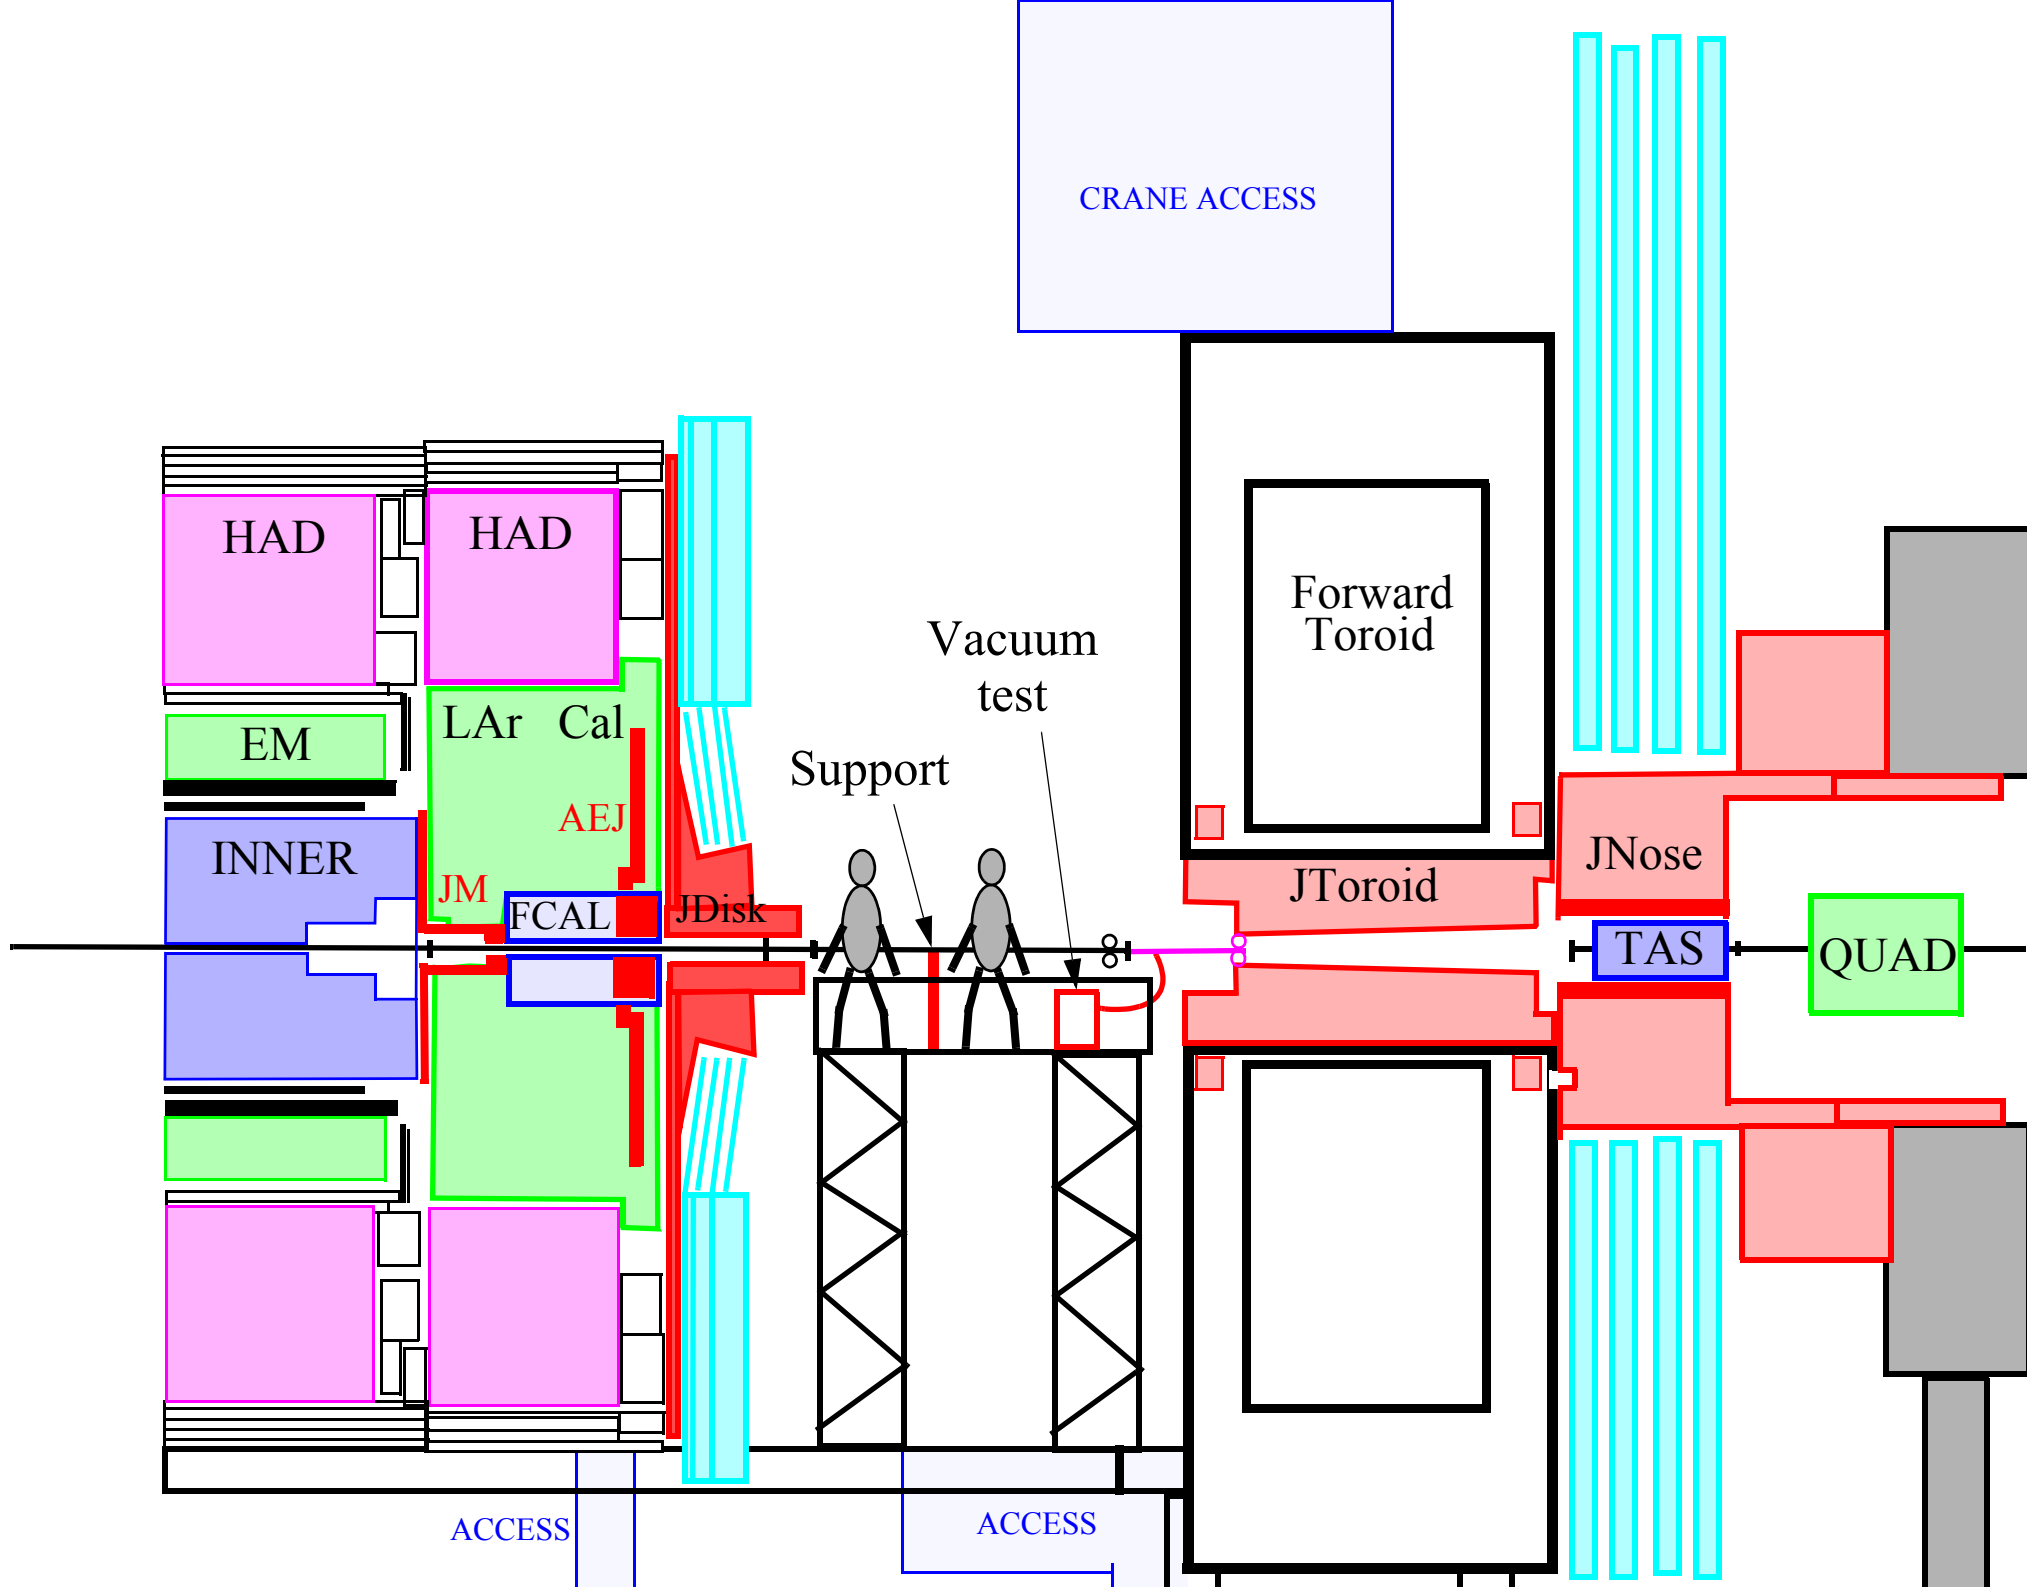 CRANE ACCESS
HAD
HAD
Forward
Toroid
Vacuum
test
LAr Cal
EM
Support
AEJ
INNER
JM
FCAL
JDisk
JToroid
JNose
TAS
QUAD
ACCESS
ACCESS